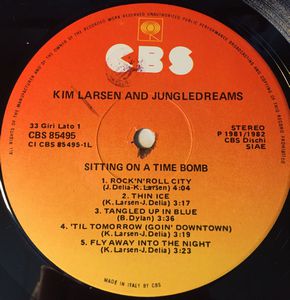 ALL RIGHTS OF THE MANUFACTURER AND OF THE OWNER OF THE RECORDED WORK RESERVED UNAUTHORIZED PUBLIC PERFORMANCE BROADCASTING AND COPYING OF THIS RECORD PROHIBITED
CBS
KIM LARSEN AND JUNGLEDREAMS
33 Giri Lato 1
CBS 85495
CI CBS 85495-1L
STEREO
P 1981/1982
CBS Dischi
SIAE
SITTING ON A TIME BOMB
1. ROCK'N'ROLL CITY
(J.Delia-K.Larsen) 4:04
2. THIN ICE
(K.Larsen-J.Delia) 3:17
3. TANGLED UP IN BLUE
(B.Dylan) 3:36
4. 'TIL TOMORROW (GOIN' DOWNTOWN)
(K.Larsen-J.Delia) 3:19
5. FLY AWAY INTO THE NIGHT
(K.Larsen-J.Delia) 3:23
MADE IN ITALY BY CBS